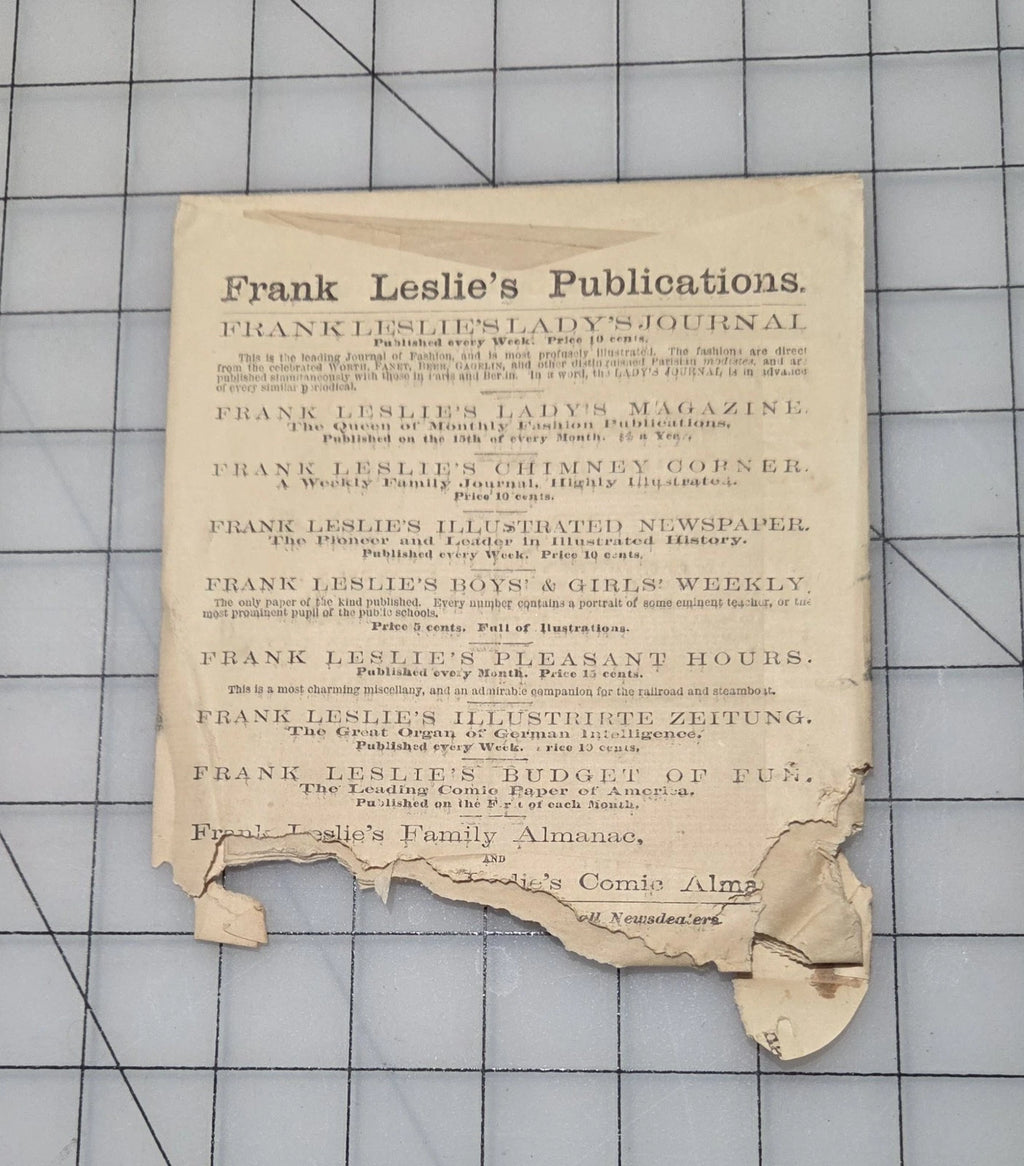 Frank Leslie's Publications.
FRANK LESLIE'S LADY'S JOURNAL
Published every Week. Price 10 cents.
This is the leading Journal of Fashion, and is most profusely illustrated. The fashions are direct
from the celebrated WORTH, FANET, BEER, GAGELIN, and other distinguished Parisian modistes, and ar
published simultaneously with those in Paris and Berlin. In a word, the LADY'S JOURNAL is in advance
of every similar periodical.
FRANK LESLIE'S LADY'S MAGAZINE.
The Queen of Monthly Fashion Publications,
Published on the 15th of every Month. a Year.
FRANK LESLIE'S CHIMNEY CORNER.
A Weekly Family Journal. Highly Illustrated.
Price 10 cents.
FRANK LESLIE'S ILLUSTRATED NEWSPAPER.
The Pioneer and Leader in Illustrated History.
Published every Week. Price 10 cents.
FRANK LESLIE'S BOYS' & GIRLS' WEEKLY.
The only paper of the kind published. Every number contains a portrait of some eminent teacher, or the
most prominent pupil of the public schools.
Price 5 cents. Full of Illustrations.
FRANK LESLIE'S PLEASANT HOURS.
Published every Month. Price 15 cents.
This is a most charming miscellany, and an admirable companion for the railroad and steamboat.
FRANK LESLIE'S ILLUSTRIRTE ZEITUNG.
The Great Organ of German Intelligence.
Published every Week. Price 10 cents.
FRANK LESLIE'S BUDGET OF FUN.
The Leading Comic Paper of America.
Published on the First of each Month.
Frank Leslie's Family Almanac,
AND
Leslie's Comic Alma
all Newsdealers